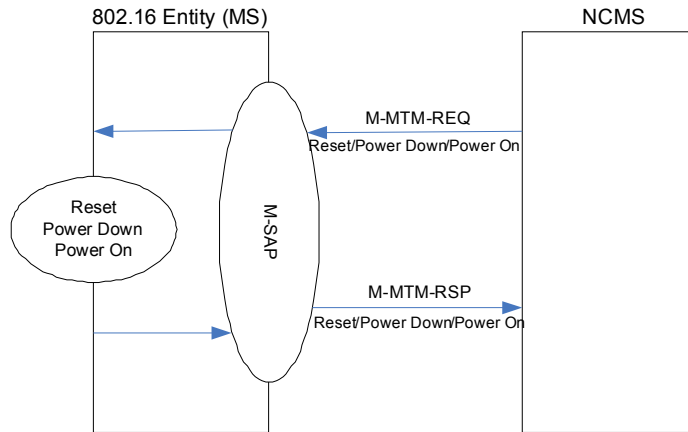 802.16 Entity (MS)
NCMS
M-MTM-REQ
Reset/Power Down/Power On
Reset
Power Down
Power On
M-SAP
M-MTM-RSP
Reset/Power Down/Power On